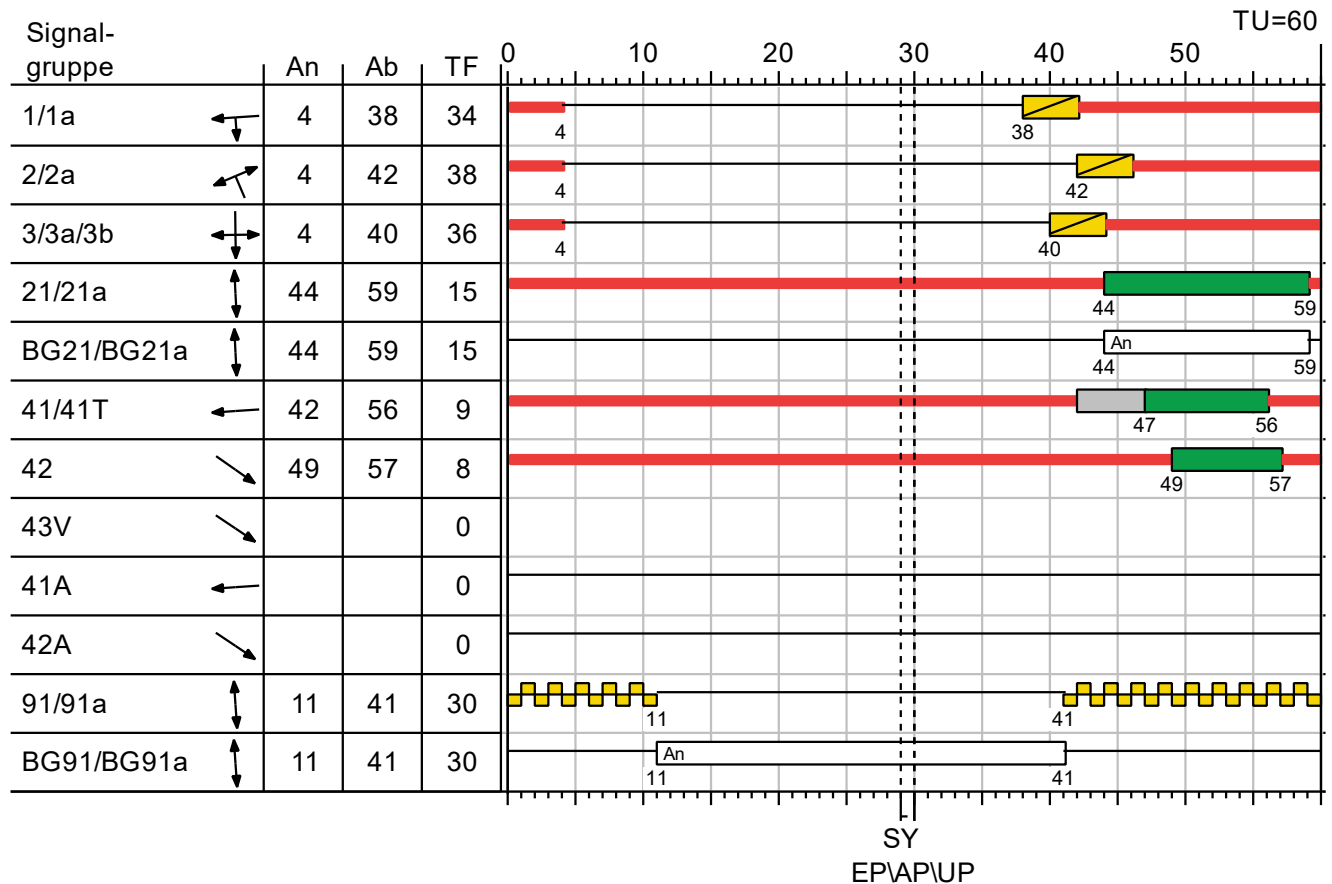 TU=60
Signal-
gruppe An Ab TF 0 10 20 30 40 50
1/1a 4 38 34
4 38
2/2a 4 42 38
4 42
3/3a/3b 4 40 36
4 40
21/21a 44 59 15
44 59
BG21/BG21a 44 59 15 An
44 59
41/41T 42 56 9
47 56
42 49 57 8
49 57
43V 0
41A 0
42A 0
91/91a 11 41 30
11 41
BG91/BG91a 11 41 30 An
11 41
SY
EP\AP\UP